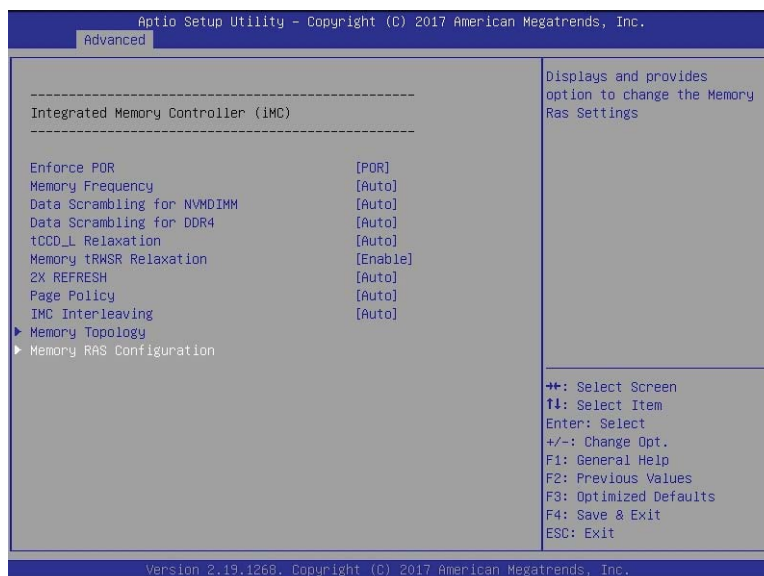 Aptio Setup Utility – Copyright (C) 2017 American Megatrends, Inc.
Advanced
Integrated Memory Controller (iMC)
Enforce POR [POR]
Memory Frequency [Auto]
Data Scrambling for NVMDIMM [Auto]
Data Scrambling for DDR4 [Auto]
tCCD_L Relaxation [Auto]
Memory tRWSR Relaxation [Enable]
2X REFRESH [Auto]
Page Policy [Auto]
IMC Interleaving [Auto]
Memory Topology
Memory RAS Configuration
Displays and provides
option to change the Memory
Ras Settings
→←: Select Screen
↑↓: Select Item
Enter: Select
+/-: Change Opt.
F1: General Help
F2: Previous Values
F3: Optimized Defaults
F4: Save & Exit
ESC: Exit
Version 2.19.1268. Copyright (C) 2017 American Megatrends, Inc.